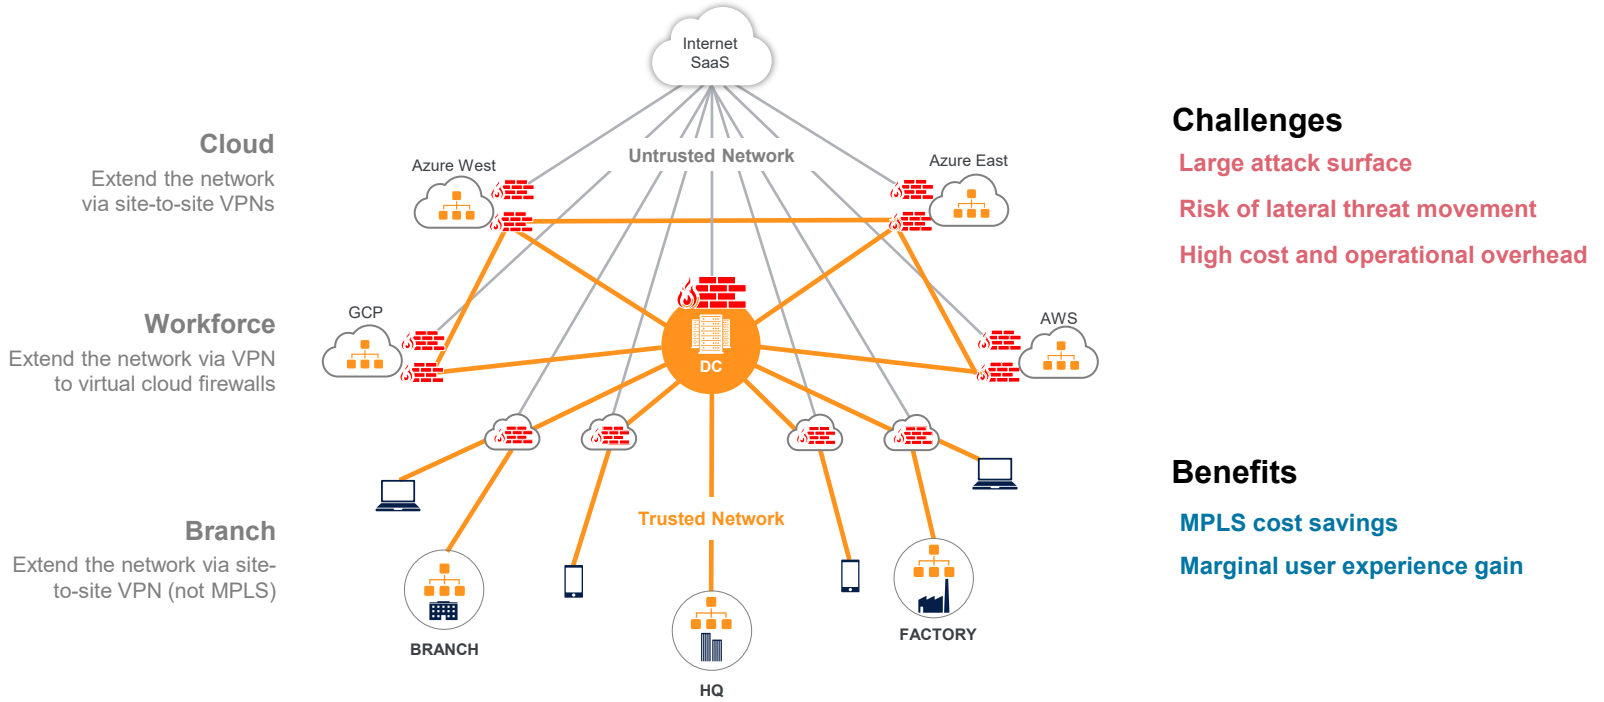 Internet
SaaS
Cloud
Extend the network
via site-to-site VPNs
Untrusted Network
Azure West
Azure East
Workforce
Extend the network via VPN
to virtual cloud firewalls
GCP
AWS
DC
Branch
Extend the network via site-
to-site VPN (not MPLS)
Trusted Network
BRANCH
HQ
FACTORY
Challenges
Large attack surface
Risk of lateral threat movement
High cost and operational overhead
Benefits
MPLS cost savings
Marginal user experience gain